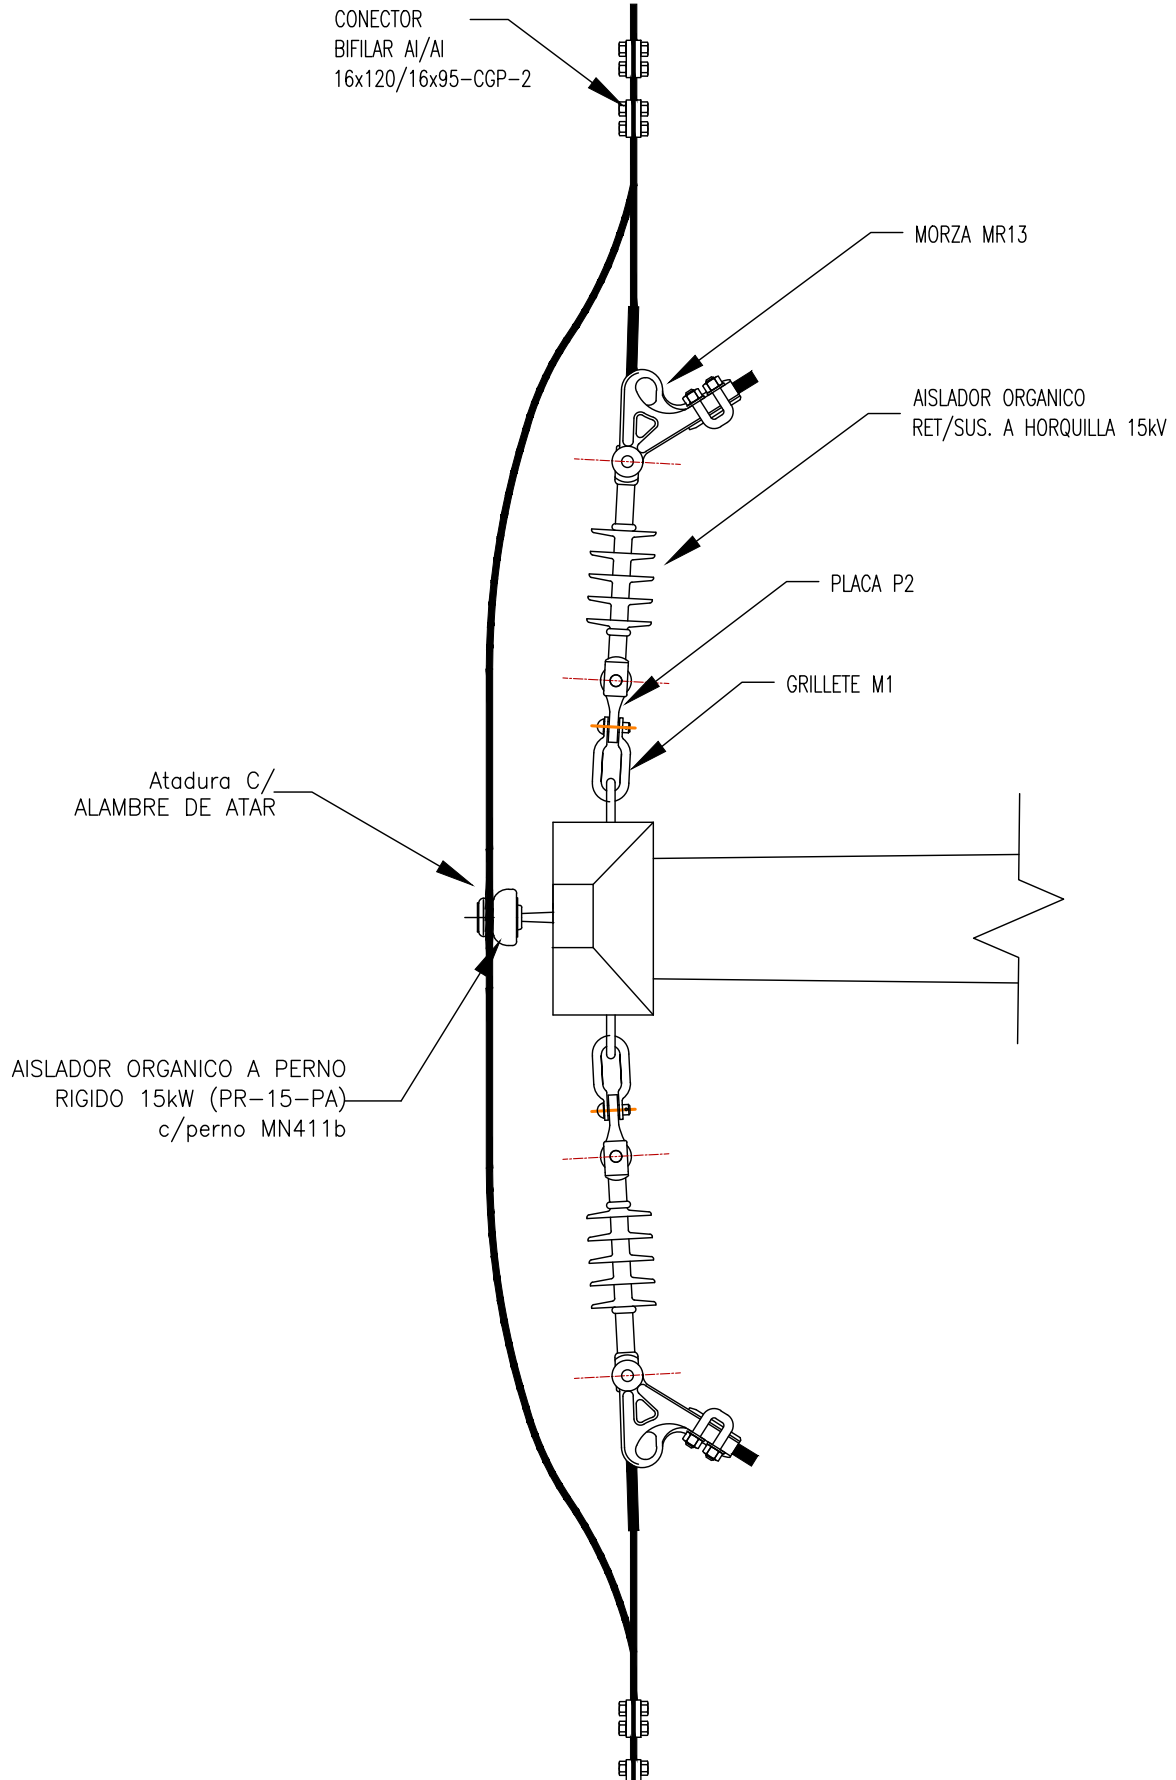 CONECTOR
BIFILAR Al/Al
16x120/16x95-CGP-2
MORZA MR13
AISLADOR ORGANICO
RET/SUS. A HORQUILLA 15kV
PLACA P2
GRILLETE M1
Atadura C/
ALAMBRE DE ATAR
AISLADOR ORGANICO A PERNO
RIGIDO 15kW (PR-15-PA)
c/perno MN411b